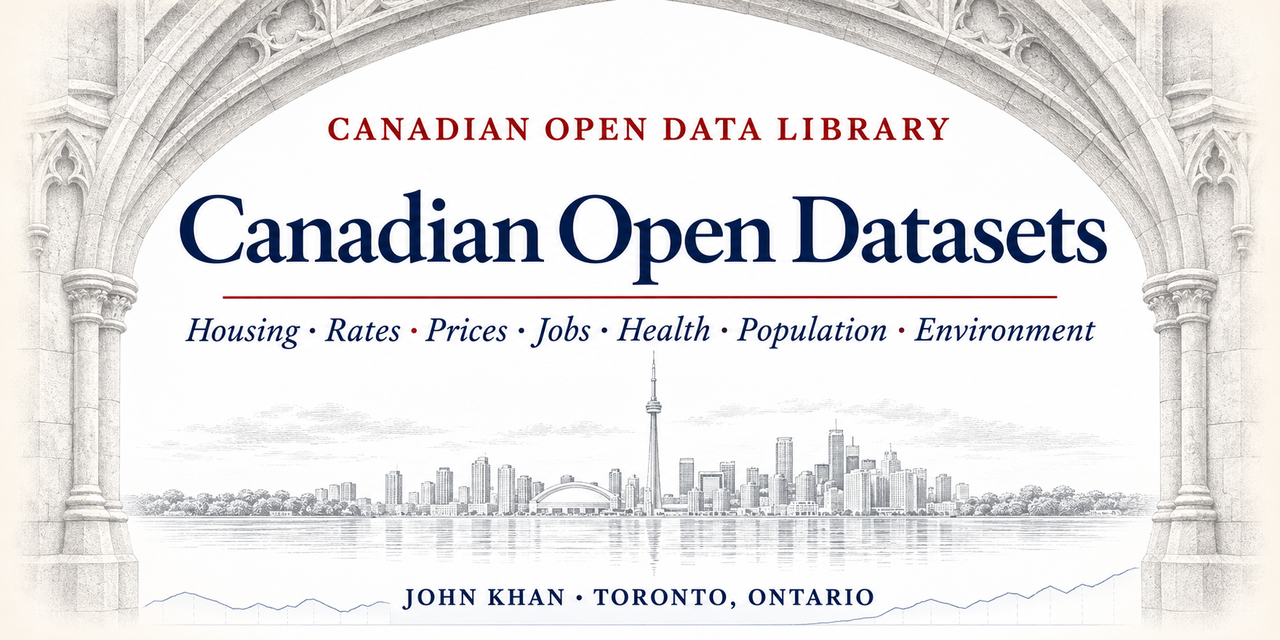 CANADIAN OPEN DATA LIBRARY
Canadian Open Datasets
Housing · Rates · Prices · Jobs · Health · Population · Environment
JOHN KHAN · TORONTO, ONTARIO